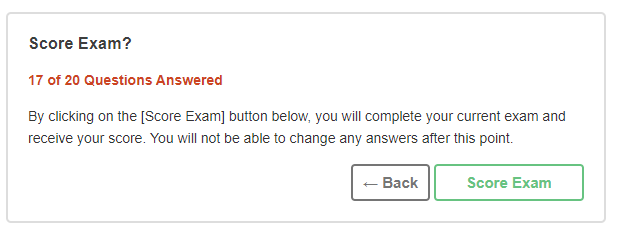 Score Exam?
17 of 20 Questions Answered
By clicking on the [Score Exam] button below, you will complete your current exam and
receive your score. You will not be able to change any answers after this point.
← Back
Score Exam